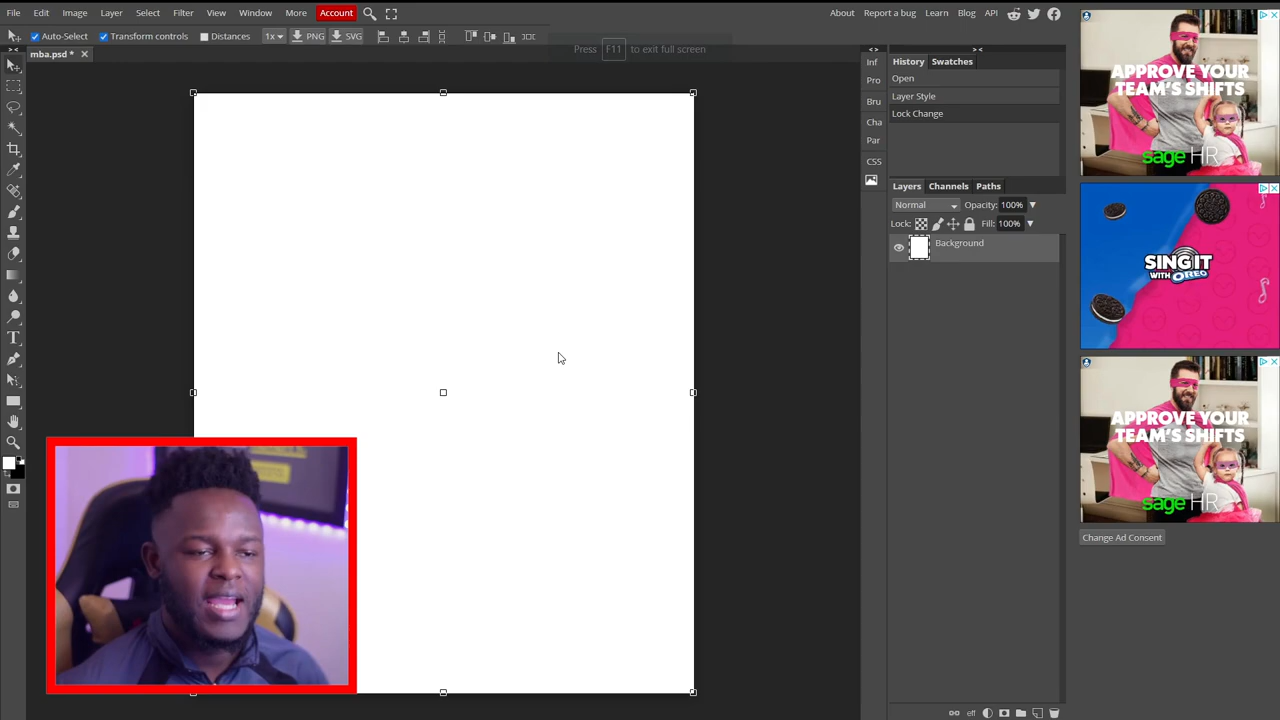 File Edit Image Layer Select Filter View Window More Account
About Report a bug Learn Blog API
Auto-Select Transform controls Distances 1x PNG SVG
Press F11 to exit full screen
mba.psd *
Inf
Pro
Bru
Cha
Par
CSS
History Swatches
Open
Layer Style
Lock Change
Layers Channels Paths
Normal Opacity: 100%
Lock: Fill: 100%
Background
eff
APPROVE YOUR
TEAM'S SHIFTS
sage HR
SING IT
WITH OREO
APPROVE YOUR
TEAM'S SHIFTS
sage HR
Change Ad Consent